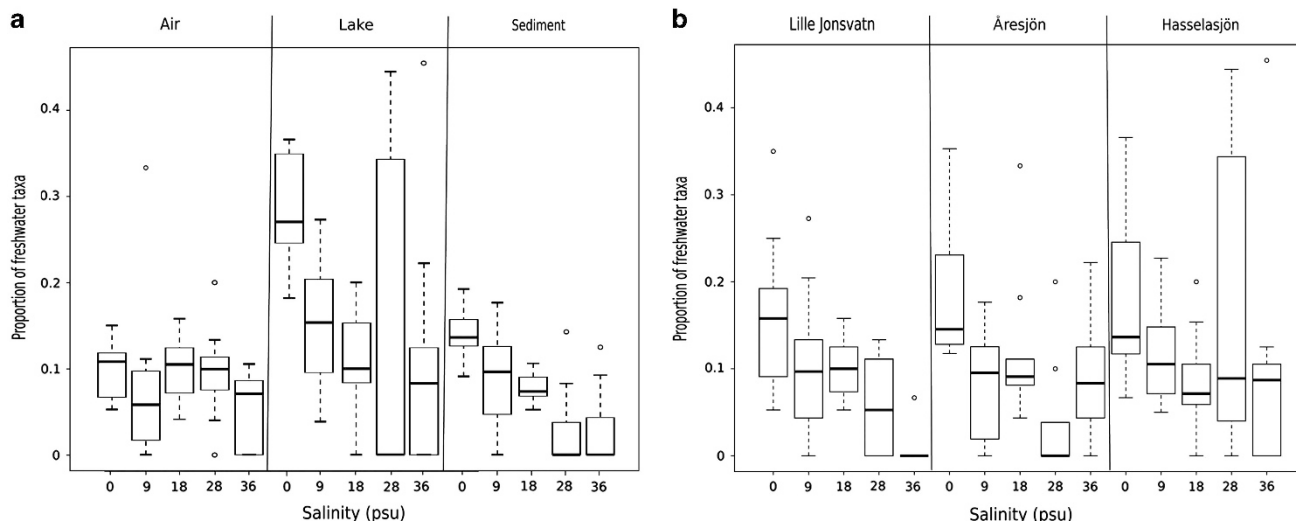 a
Air Lake Sediment
Proportion of freshwater taxa
0.4
0.3
0.2
0.1
0
0 9 18 28 36 0 9 18 28 36 0 9 18 28 36
Salinity (psu)
b
Lille Jonsvatn Åresjön Hasselasjön
Proportion of freshwater taxa
0.4
0.3
0.2
0.1
0
0 9 18 28 36 0 9 18 28 36 0 9 18 28 36
Salinity (psu)